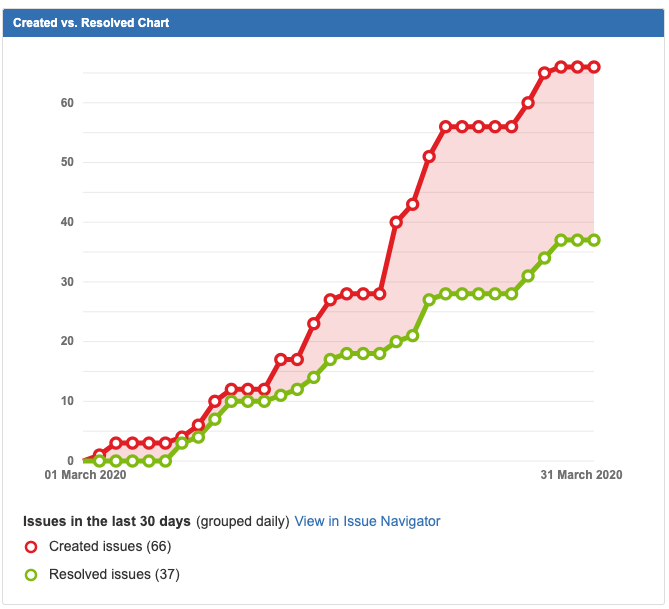 Created vs. Resolved Chart
60
50
40
30
20
10
0
01 March 2020 31 March 2020
Issues in the last 30 days (grouped daily) View in Issue Navigator
Created issues (66)
Resolved issues (37)